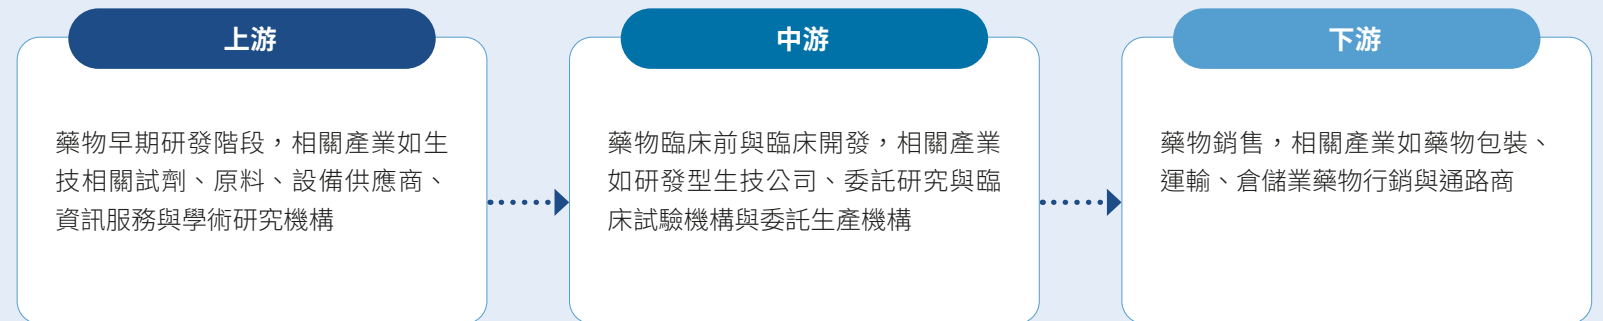 上游
藥物早期研發階段，相關產業如生
技相關試劑、原料、設備供應商、
資訊服務與學術研究機構
中游
藥物臨床前與臨床開發，相關產業
如研發型生技公司、委託研究與臨
床試驗機構與委託生產機構
下游
藥物銷售，相關產業如藥物包裝、
運輸、倉儲業藥物行銷與通路商